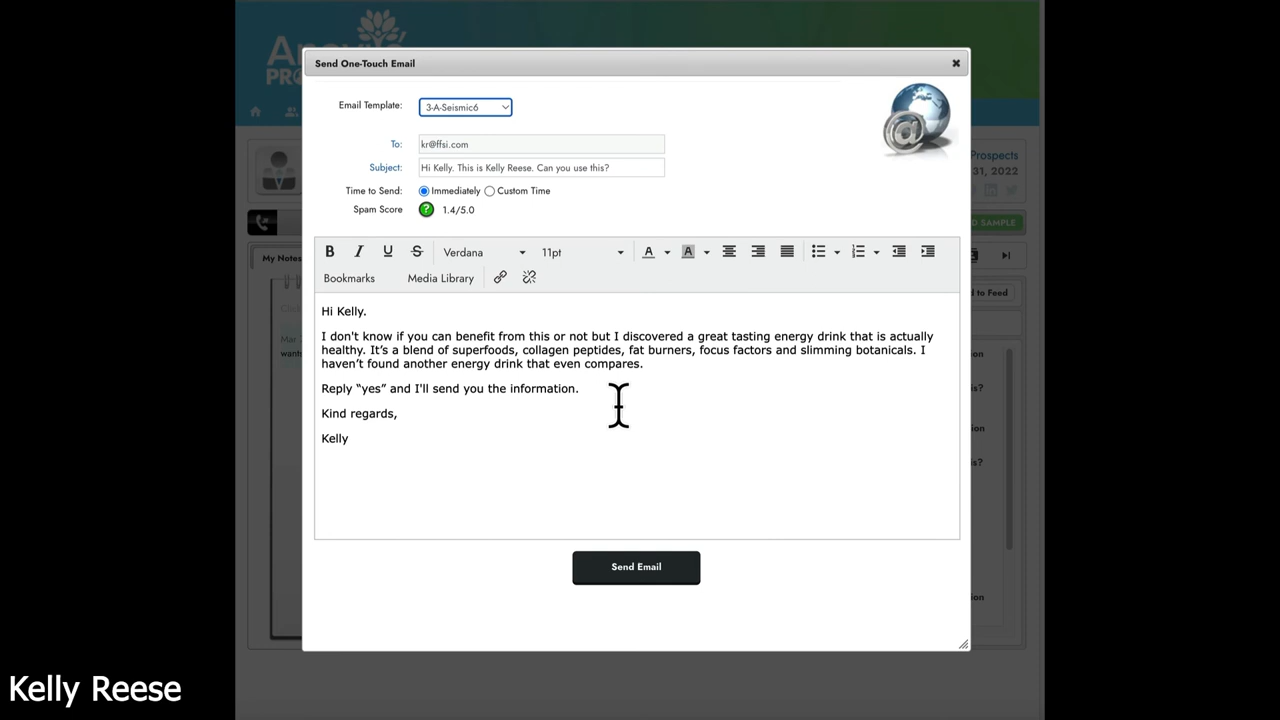 Send One-Touch Email
Email Template: 3-A-Seismic6
To: kr@ffsi.com
Subject: Hi Kelly. This is Kelly Reese. Can you use this?
Time to Send: Immediately Custom Time
Spam Score ? 1.4/5.0
Prospects
31, 2022
D SAMPLE
My Notes
d to Feed
B I U S Verdana 11pt A A
Bookmarks Media Library
Hi Kelly.
I don't know if you can benefit from this or not but I discovered a great tasting energy drink that is actually
healthy. It's a blend of superfoods, collagen peptides, fat burners, focus factors and slimming botanicals. I
haven't found another energy drink that even compares.
Reply “yes” and I'll send you the information.
Kind regards,
Kelly
Send Email
Kelly Reese